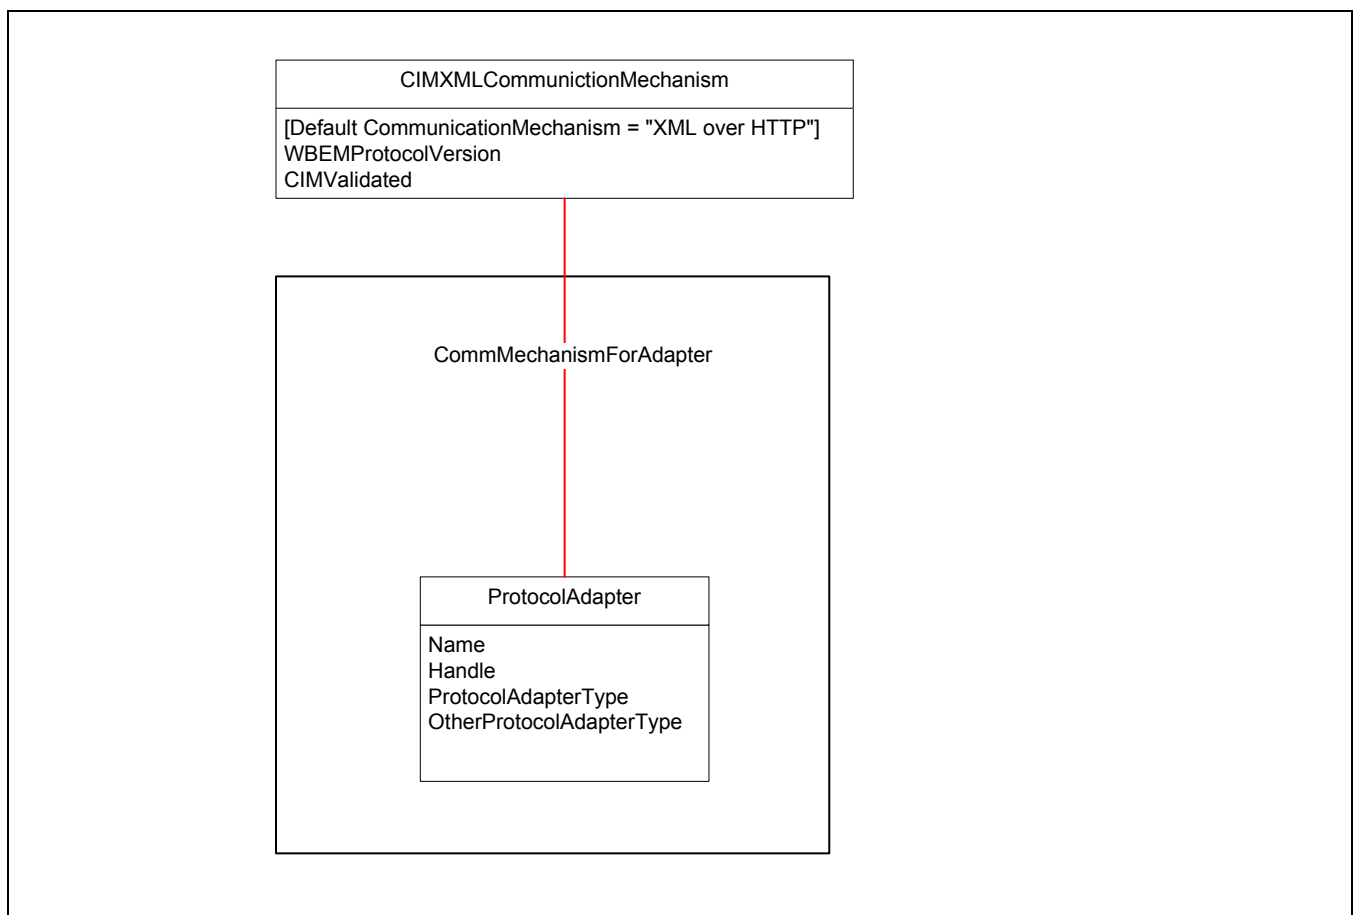 CIMXMLCommunictionMechanism
[Default CommunicationMechanism = "XML over HTTP"]
WBEMProtocolVersion
CIMValidated
CommMechanismForAdapter
ProtocolAdapter
Name
Handle
ProtocolAdapterType
OtherProtocolAdapterType